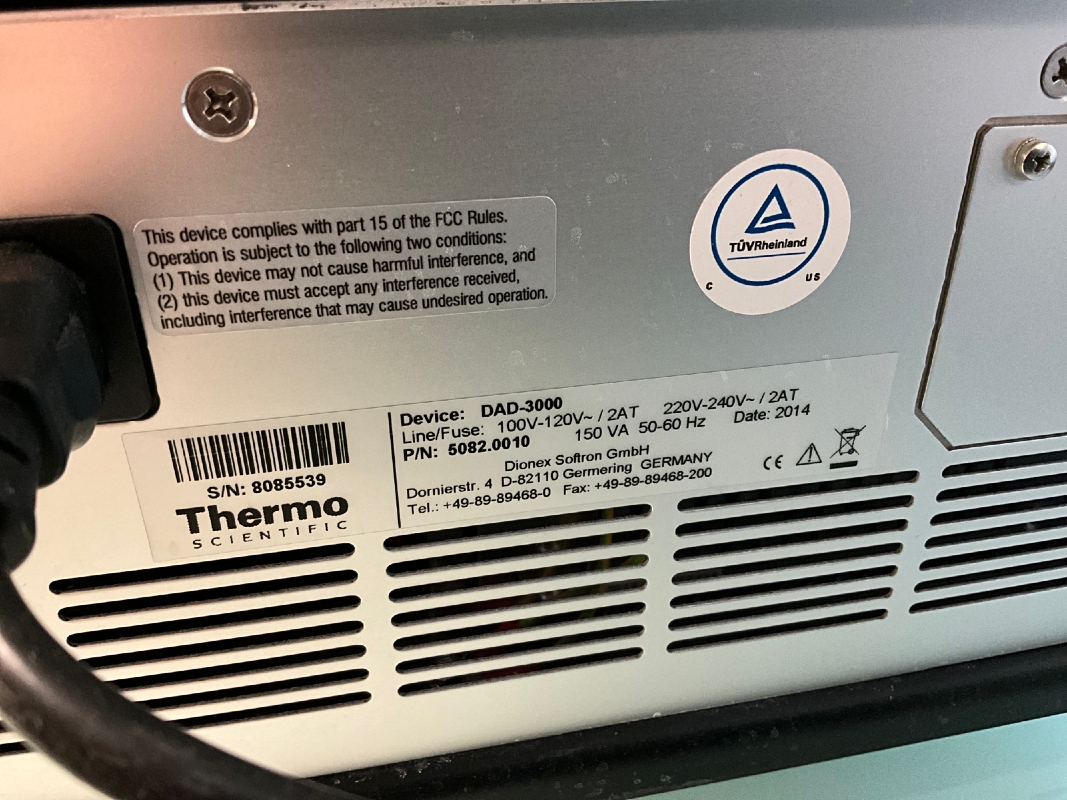 This device complies with part 15 of the FCC Rules.
Operation is subject to the following two conditions:
(1) This device may not cause harmful interference, and
(2) this device must accept any interference received,
including interference that may cause undesired operation.
TÜVRheinland
C US
S/N: 8085539
Thermo
SCIENTIFIC
Device: DAD-3000
Line/Fuse: 100V-120V~ / 2AT 220V-240V~ / 2AT
P/N: 5082.0010 150 VA 50-60 Hz Date: 2014
Dionex Softron GmbH
Dornierstr. 4 D-82110 Germering GERMANY
Tel.: +49-89-89468-0 Fax: +49-89-89468-200
CE